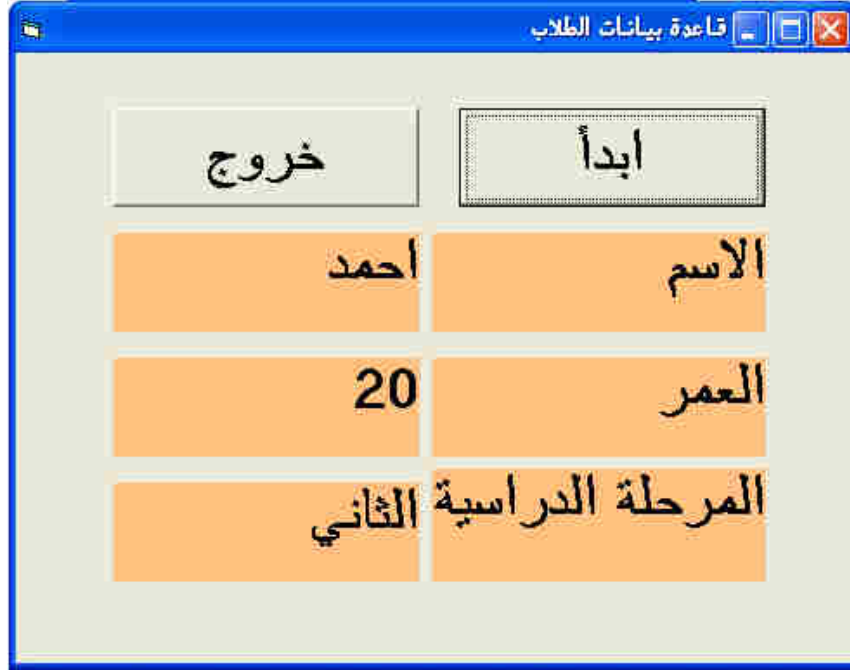 قاعدة بيانات الطلاب
ابدأ خروج
الاسم احمد
العمر 20
المرحلة الدراسية الثاني